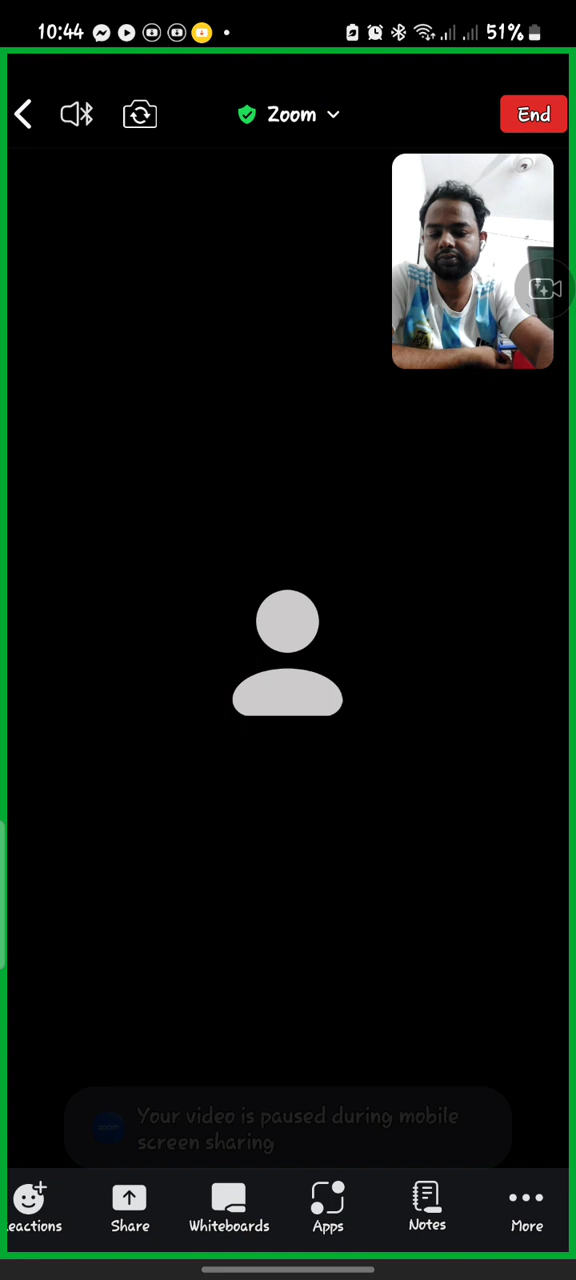 10:44
51%
Zoom
End
Your video is paused during mobile
screen sharing
zoom
eactions
Share
Whiteboards
Apps
Notes
More